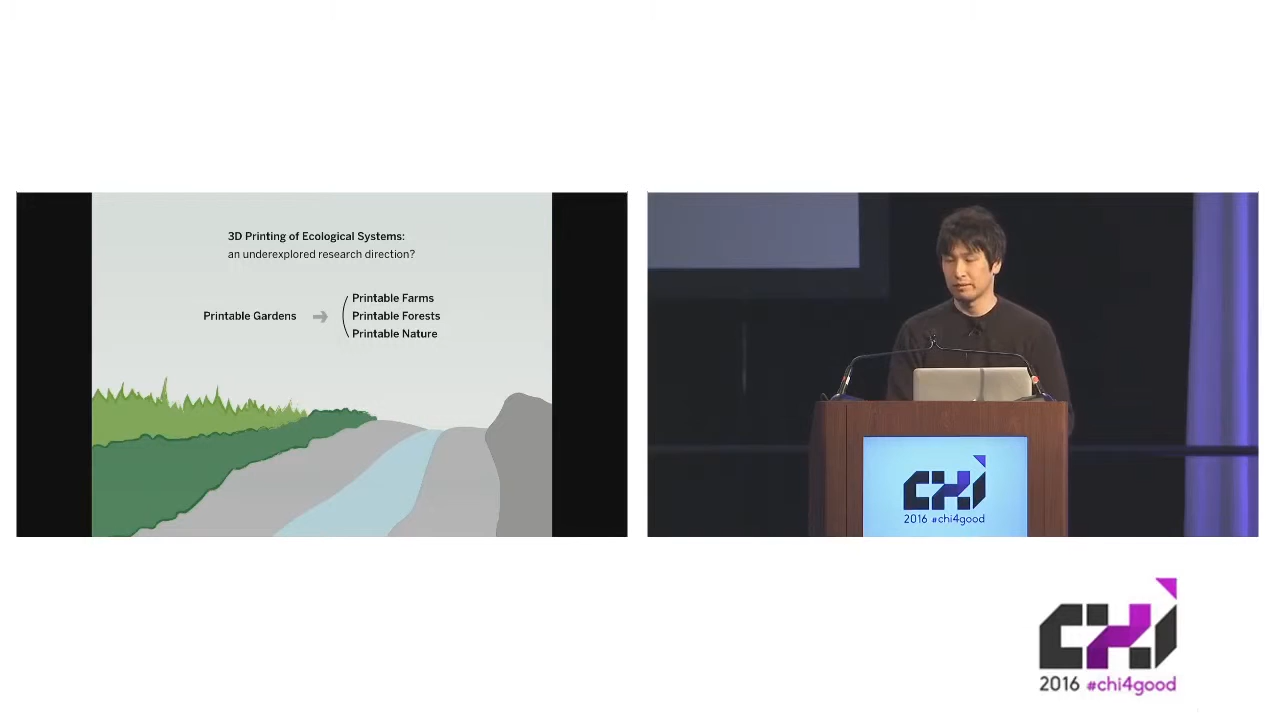 3D Printing of Ecological Systems:
an underexplored research direction?
Printable Gardens
Printable Farms
Printable Forests
Printable Nature
CHI
2016 #chi4good
CHI
2016 #chi4good